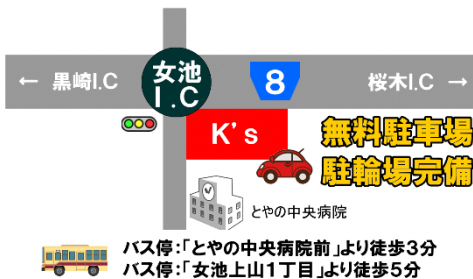 ← 黒崎I.C
女池
I.C
8
桜木I.C →
K's
無料駐車場
駐輪場完備
とやの中央病院
バス停:「とやの中央病院前」より徒歩3分
バス停:「女池上山1丁目」より徒歩5分